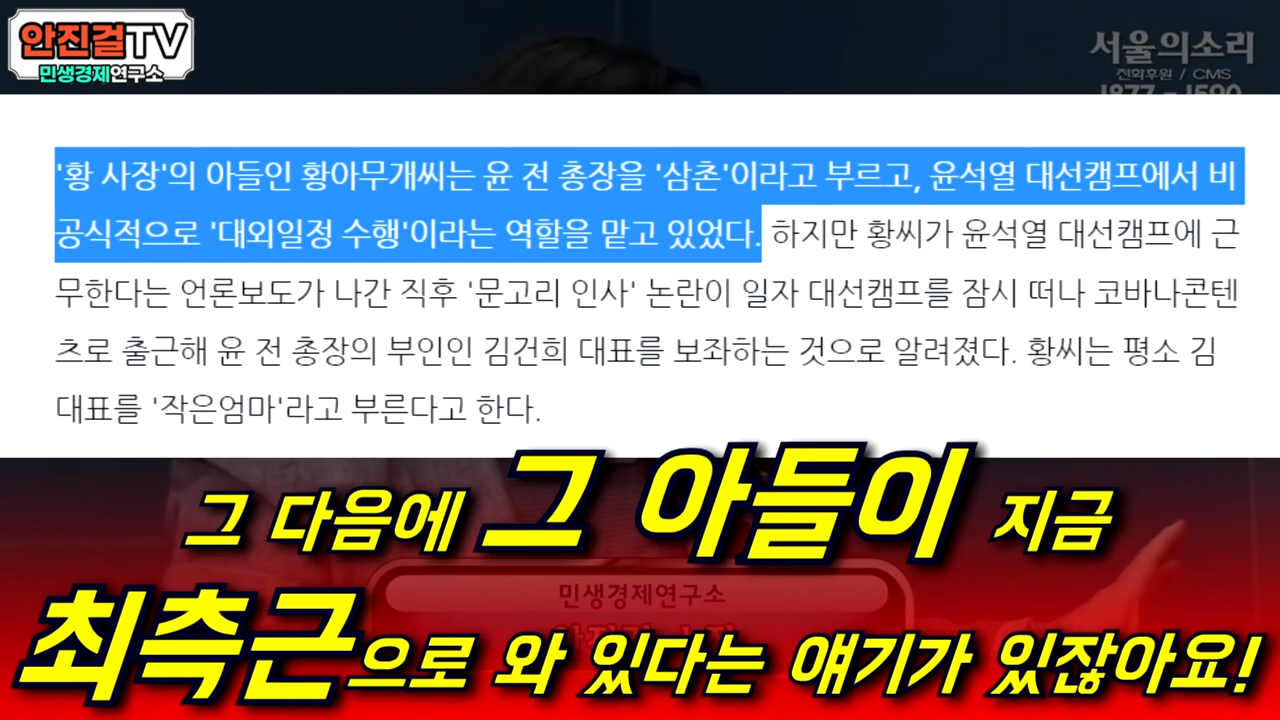 안진걸TV
민생경제연구소
서울의소리
전화후원 / CMS
1877-1590
'황 사장'의 아들인 황아무개씨는 윤 전 총장을 '삼촌'이라고 부르고, 윤석열 대선캠프에서 비
공식적으로 '대외일정 수행'이라는 역할을 맡고 있었다. 하지만 황씨가 윤석열 대선캠프에 근
무한다는 언론보도가 나간 직후 '문고리 인사' 논란이 일자 대선캠프를 잠시 떠나 코바나콘텐
츠로 출근해 윤 전 총장의 부인인 김건희 대표를 보좌하는 것으로 알려졌다. 황씨는 평소 김
대표를 '작은엄마'라고 부른다고 한다.
그 다음에 그 아들이 지금
민생경제연구소
최측근으로 와 있다는 얘기가 있잖아요!